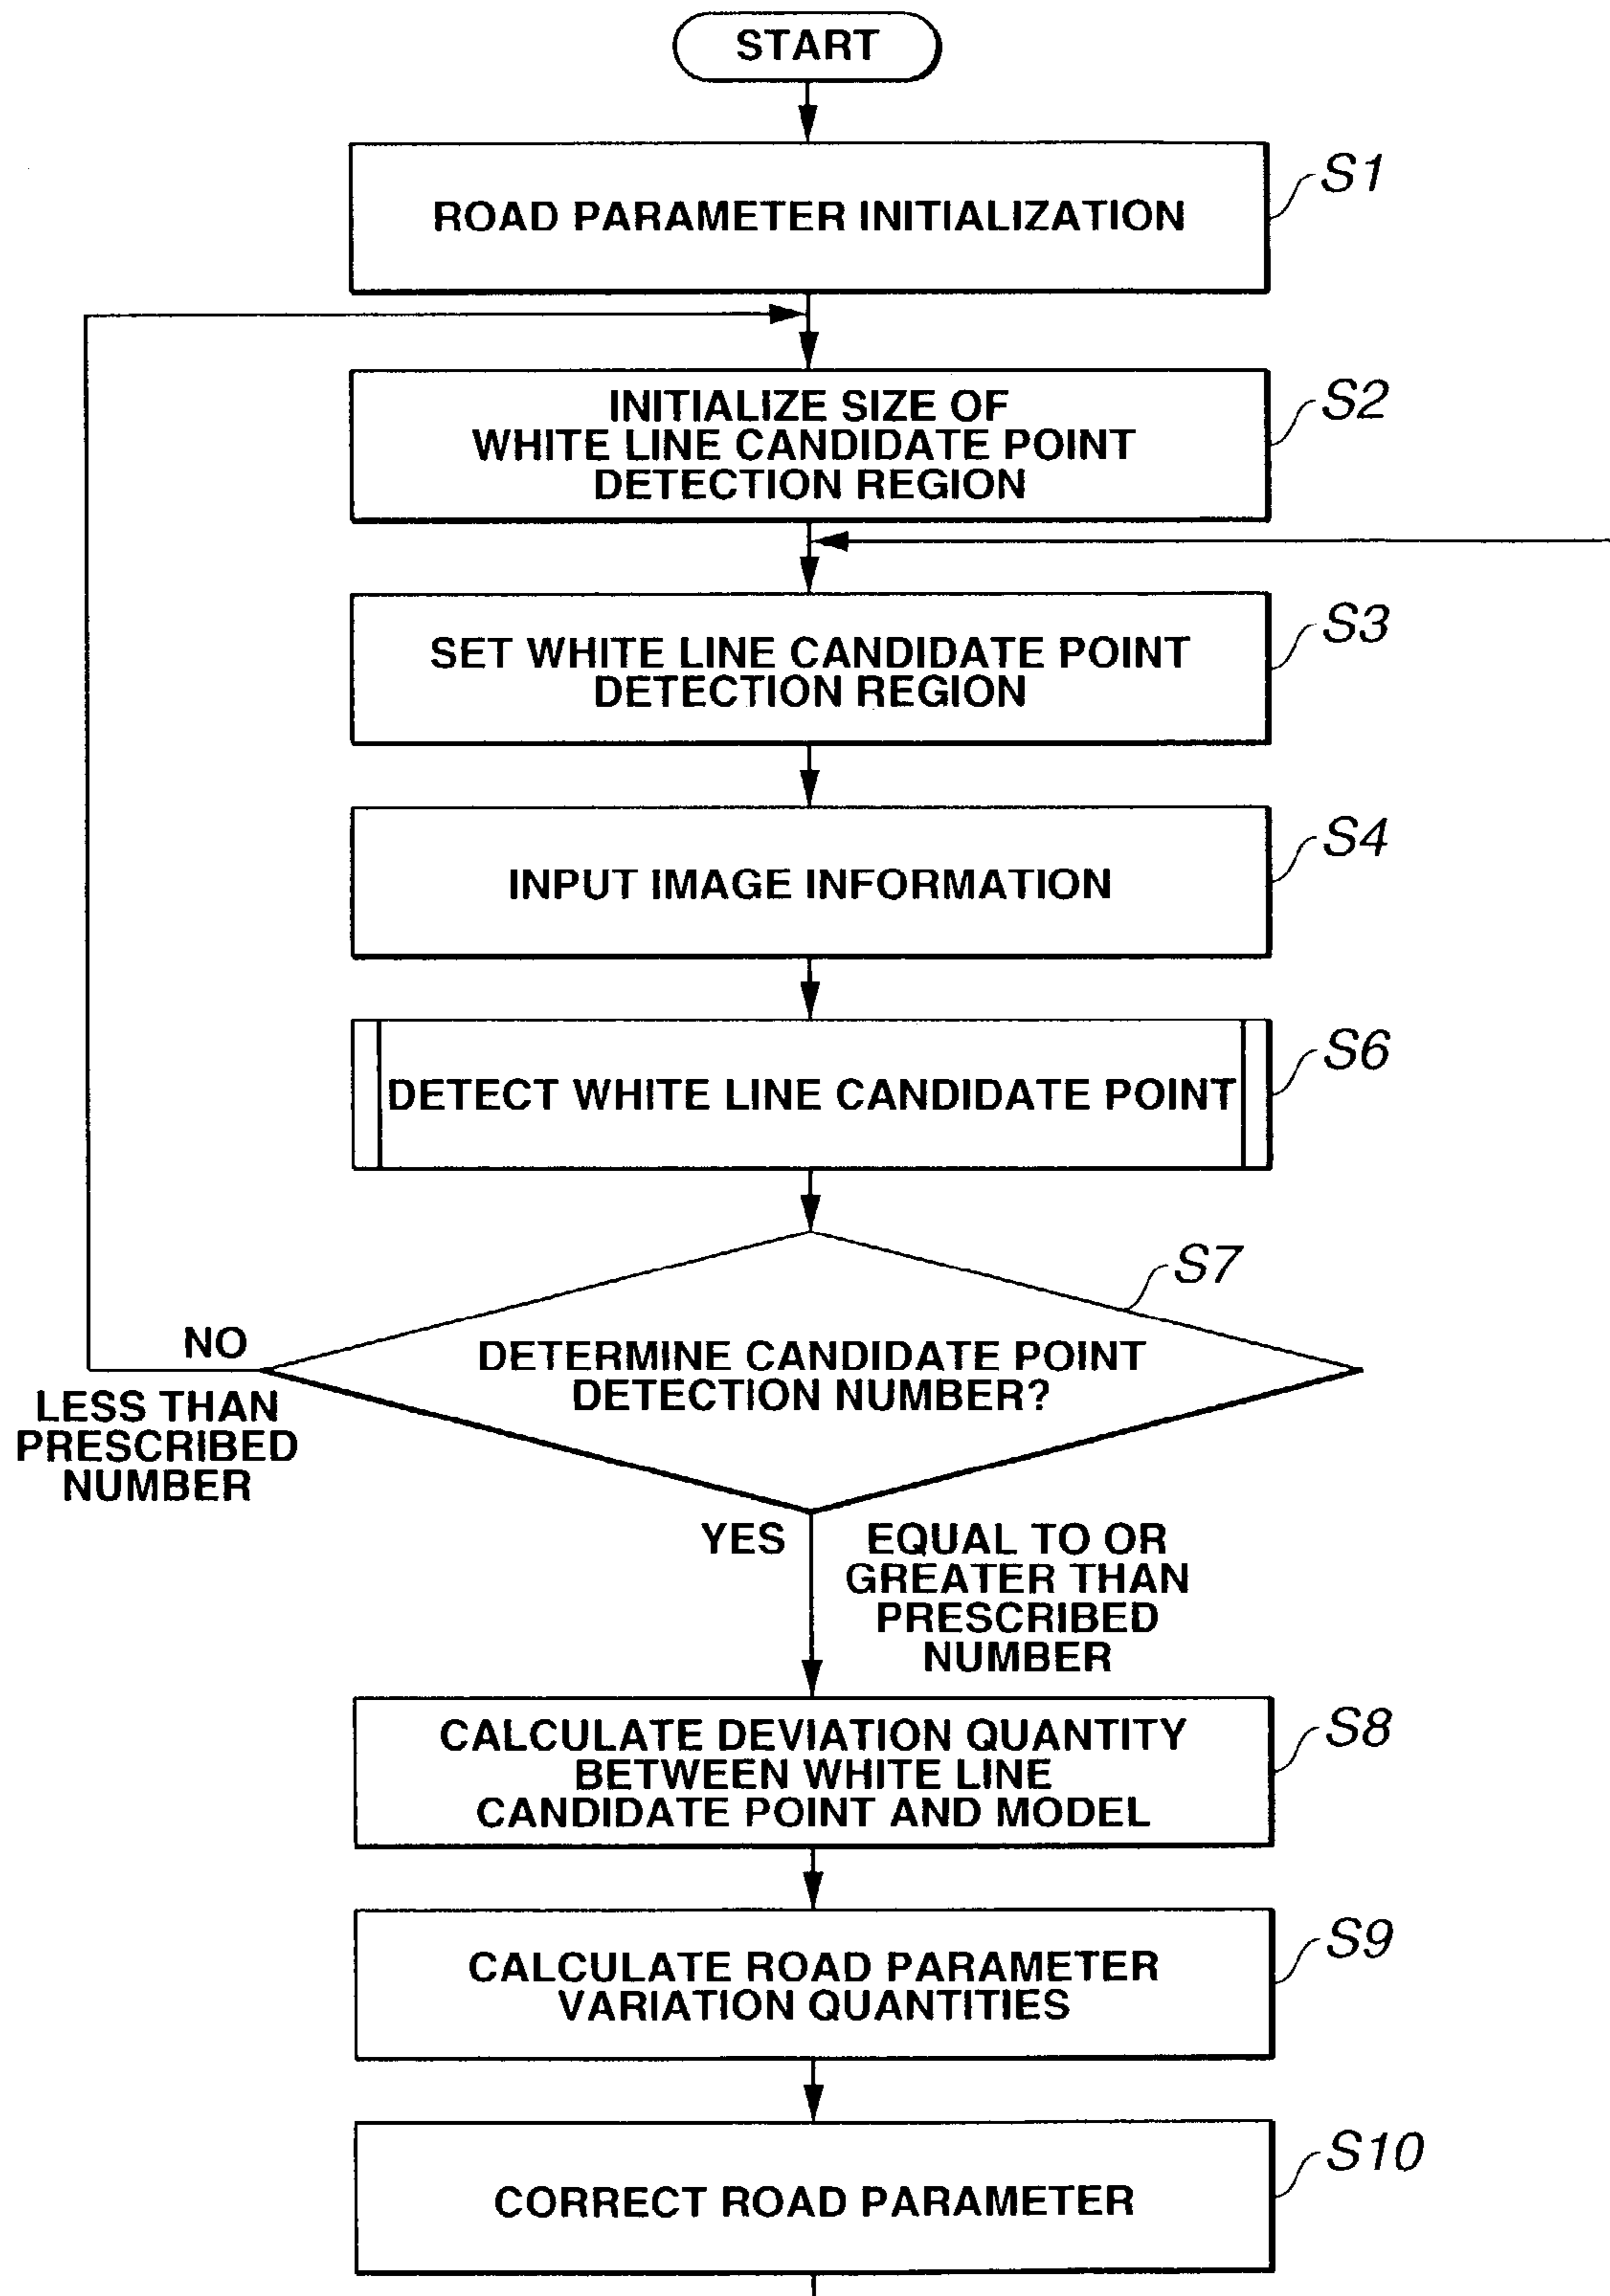 START
ROAD PARAMETER INITIALIZATION
S1
INITIALIZE SIZE OF
WHITE LINE CANDIDATE POINT
DETECTION REGION
S2
SET WHITE LINE CANDIDATE POINT
DETECTION REGION
S3
INPUT IMAGE INFORMATION
S4
DETECT WHITE LINE CANDIDATE POINT
S6
S7
DETERMINE CANDIDATE POINT
DETECTION NUMBER?
NO
LESS THAN
PRESCRIBED
NUMBER
YES
EQUAL TO OR
GREATER THAN
PRESCRIBED
NUMBER
CALCULATE DEVIATION QUANTITY
BETWEEN WHITE LINE
CANDIDATE POINT AND MODEL
S8
CALCULATE ROAD PARAMETER
VARIATION QUANTITIES
S9
CORRECT ROAD PARAMETER
S10